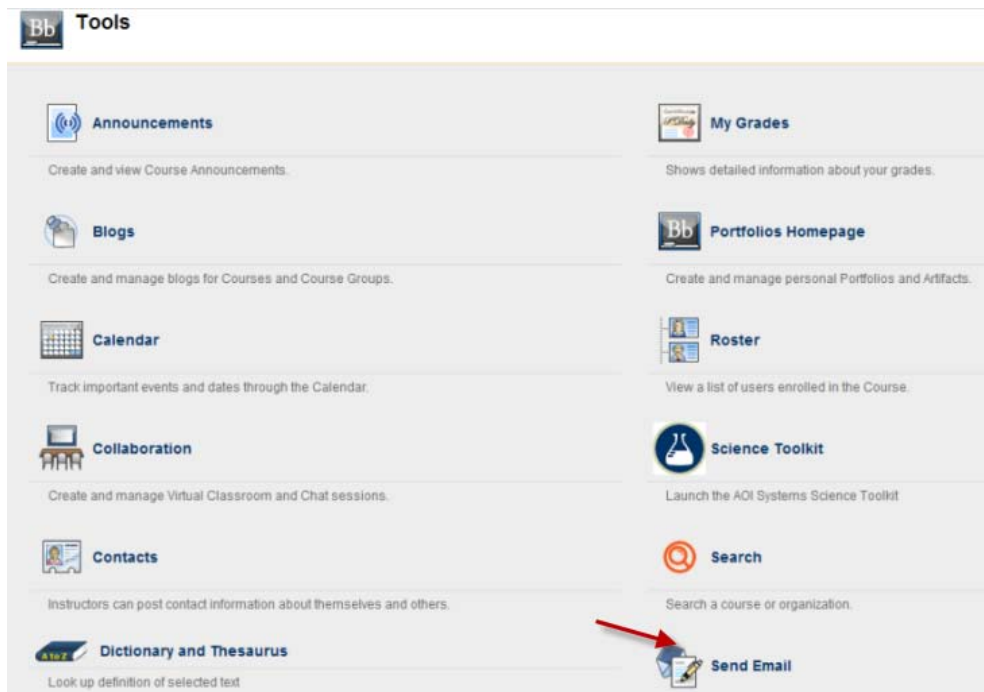 Bb Tools
Announcements
Create and view Course Announcements.
Blogs
Create and manage blogs for Courses and Course Groups.
Calendar
Track important events and dates through the Calendar.
Collaboration
Create and manage Virtual Classroom and Chat sessions.
Contacts
Instructors can post contact information about themselves and others.
A to Z Dictionary and Thesaurus
Look up definition of selected text
My Grades
Shows detailed information about your grades.
Bb Portfolios Homepage
Create and manage personal Portfolios and Artifacts.
Roster
View a list of users enrolled in the Course.
Science Toolkit
Launch the AOI Systems Science Toolkit
Search
Search a course or organization.
Send Email